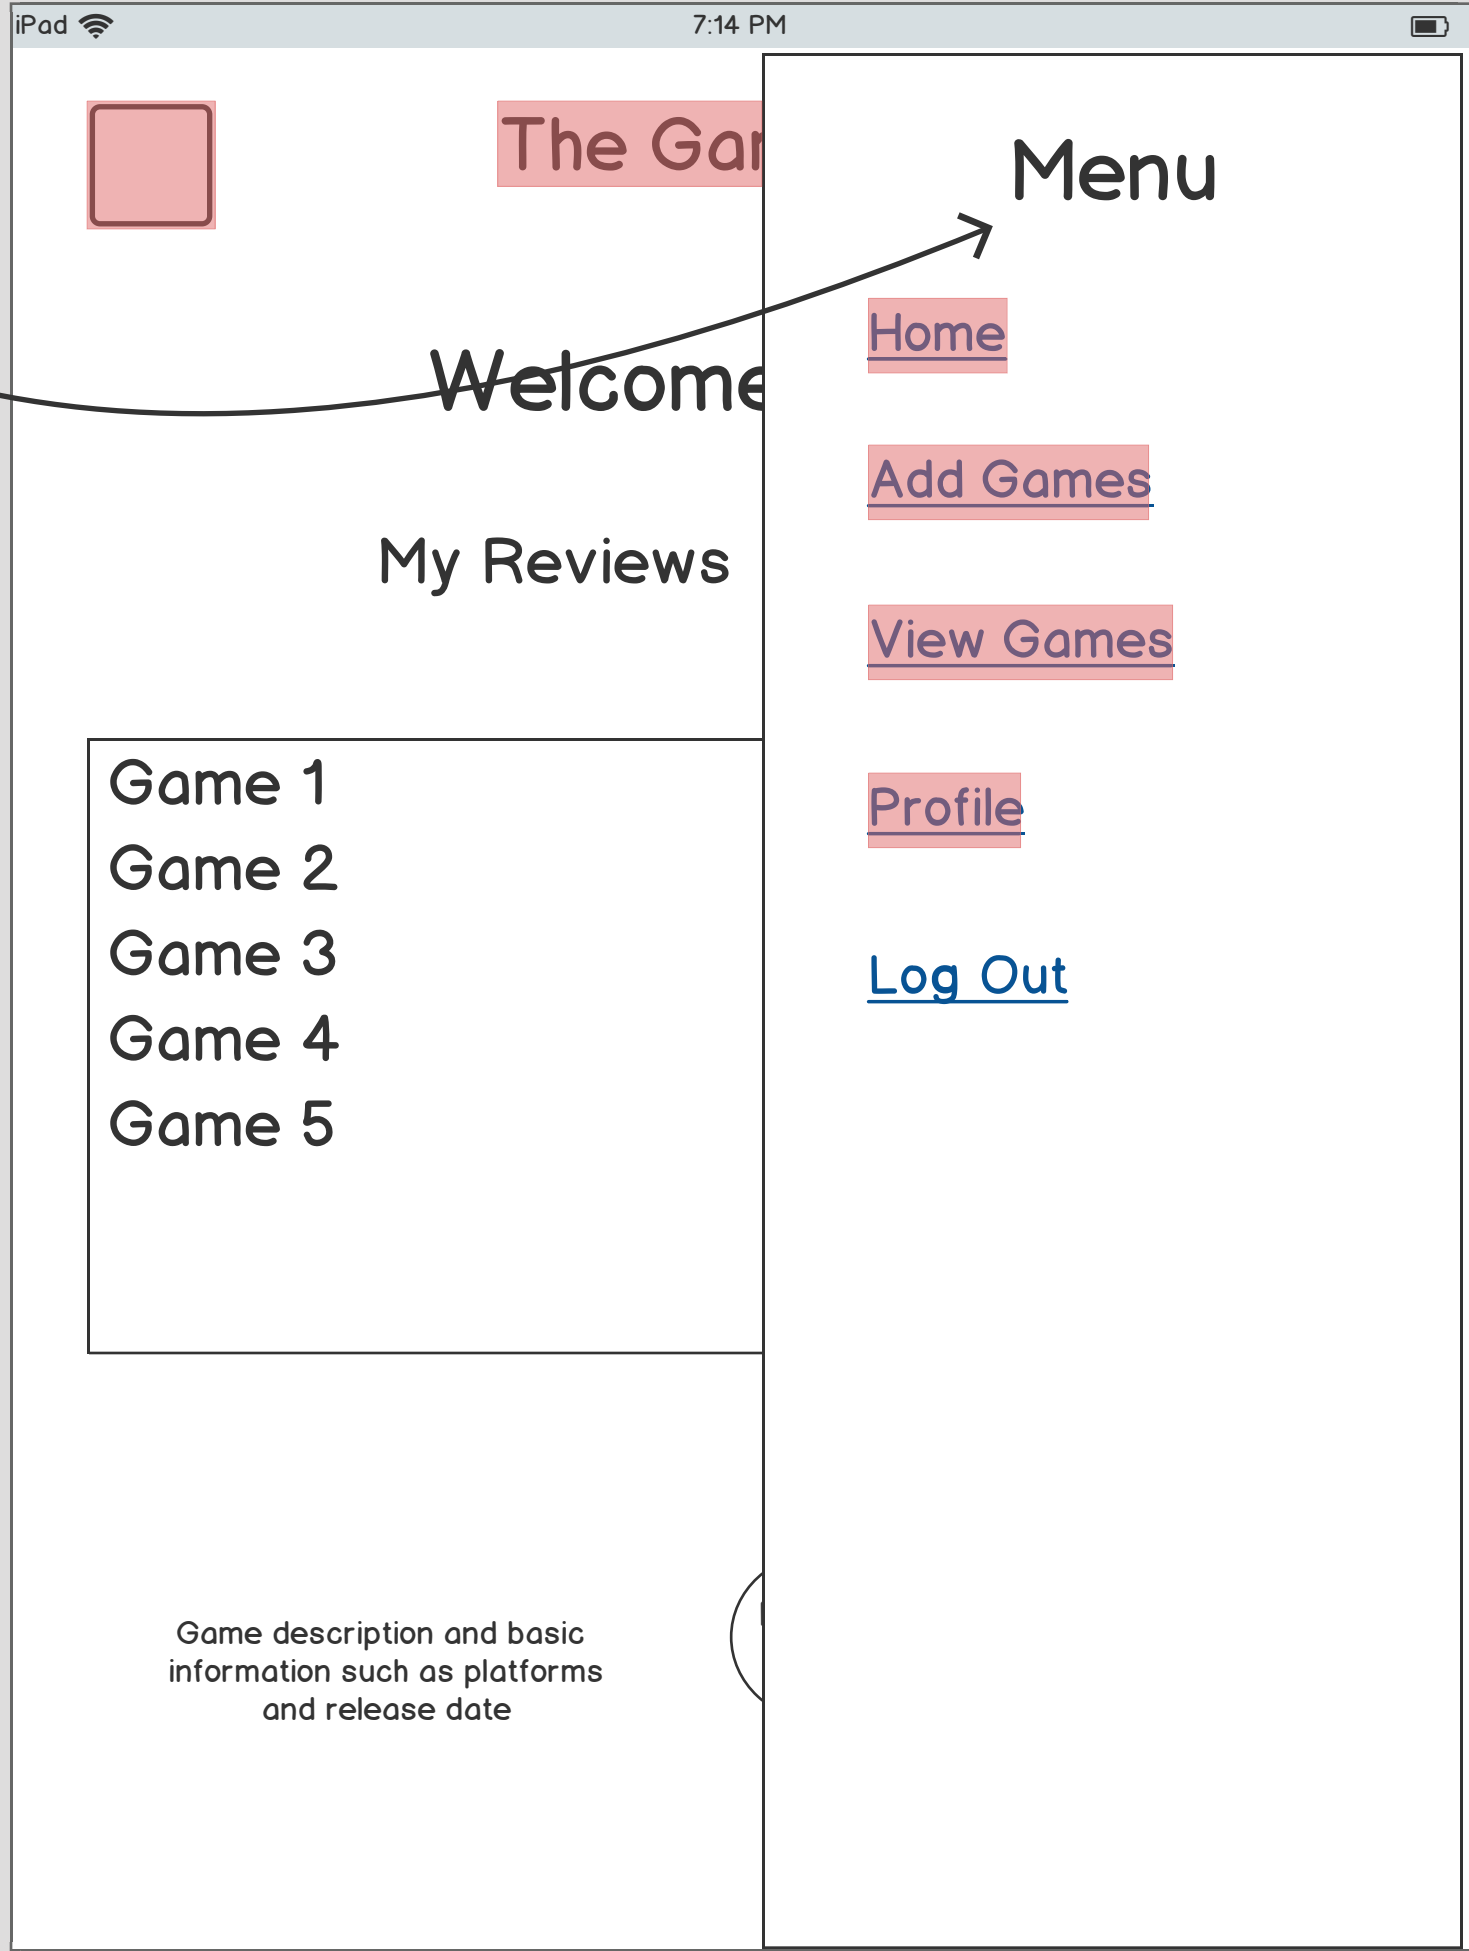 iPad
7:14 PM
The Gar
Welcome
My Reviews
Game 1
Game 2
Game 3
Game 4
Game 5
Game description and basic
information such as platforms
and release date
Menu
Home
Add Games
View Games
Profile
Log Out